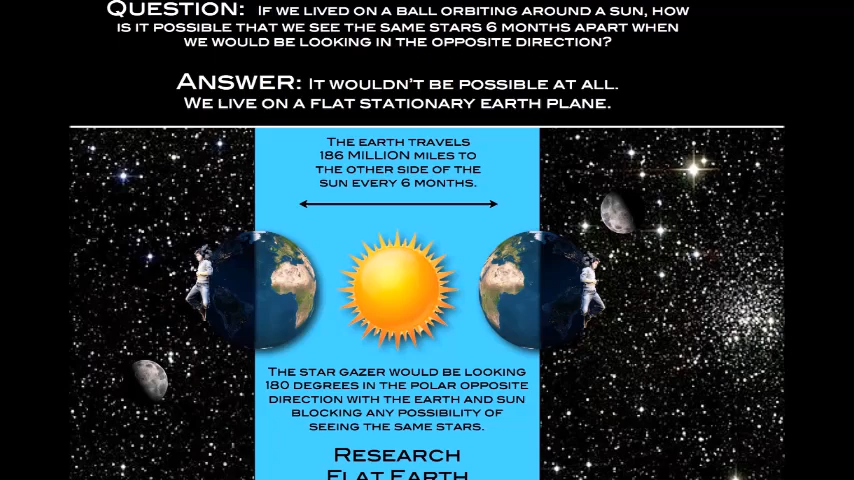 QUESTION: IF WE LIVED ON A BALL ORBITING AROUND A SUN, HOW
IS IT POSSIBLE THAT WE SEE THE SAME STARS 6 MONTHS APART WHEN
WE WOULD BE LOOKING IN THE OPPOSITE DIRECTION?
ANSWER: IT WOULDN'T BE POSSIBLE AT ALL.
WE LIVE ON A FLAT STATIONARY EARTH PLANE.
THE EARTH TRAVELS
186 MILLION MILES TO
THE OTHER SIDE OF THE
SUN EVERY 6 MONTHS.
THE STAR GAZER WOULD BE LOOKING
180 DEGREES IN THE POLAR OPPOSITE
DIRECTION WITH THE EARTH AND SUN
BLOCKING ANY POSSIBILITY OF
SEEING THE SAME STARS.
RESEARCH
FLAT EARTH